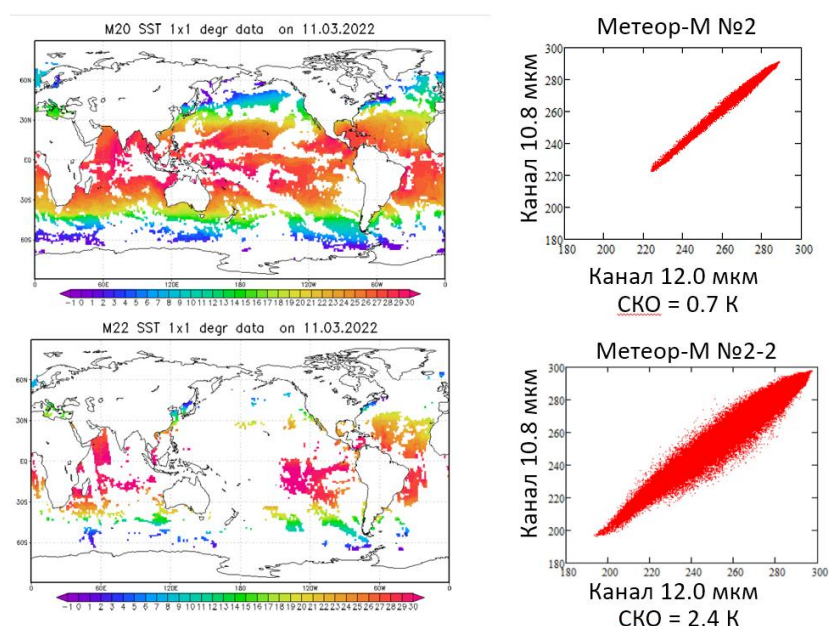 M20 SST 1x1 degr data on 11.03.2022
60N
30N
EQ
30S
60S
0 60E 120E 180 120W 60W 0
-1 0 1 2 3 4 5 6 7 8 9 10 11 12 13 14 15 16 17 18 19 20 21 22 23 24 25 26 27 28 29 30
Метеор-М №2
Канал 10.8 мкм
300
280
260
240
220
200
180
180 200 220 240 260 280 300
Канал 12.0 мкм
СКО = 0.7 К
M22 SST 1x1 degr data on 11.03.2022
60N
30N
EQ
30S
60S
0 60E 120E 180 120W 60W 0
-1 0 1 2 3 4 5 6 7 8 9 10 11 12 13 14 15 16 17 18 19 20 21 22 23 24 25 26 27 28 29 30
Метеор-М №2-2
Канал 10.8 мкм
300
280
260
240
220
200
180
180 200 220 240 260 280 300
Канал 12.0 мкм
СКО = 2.4 К